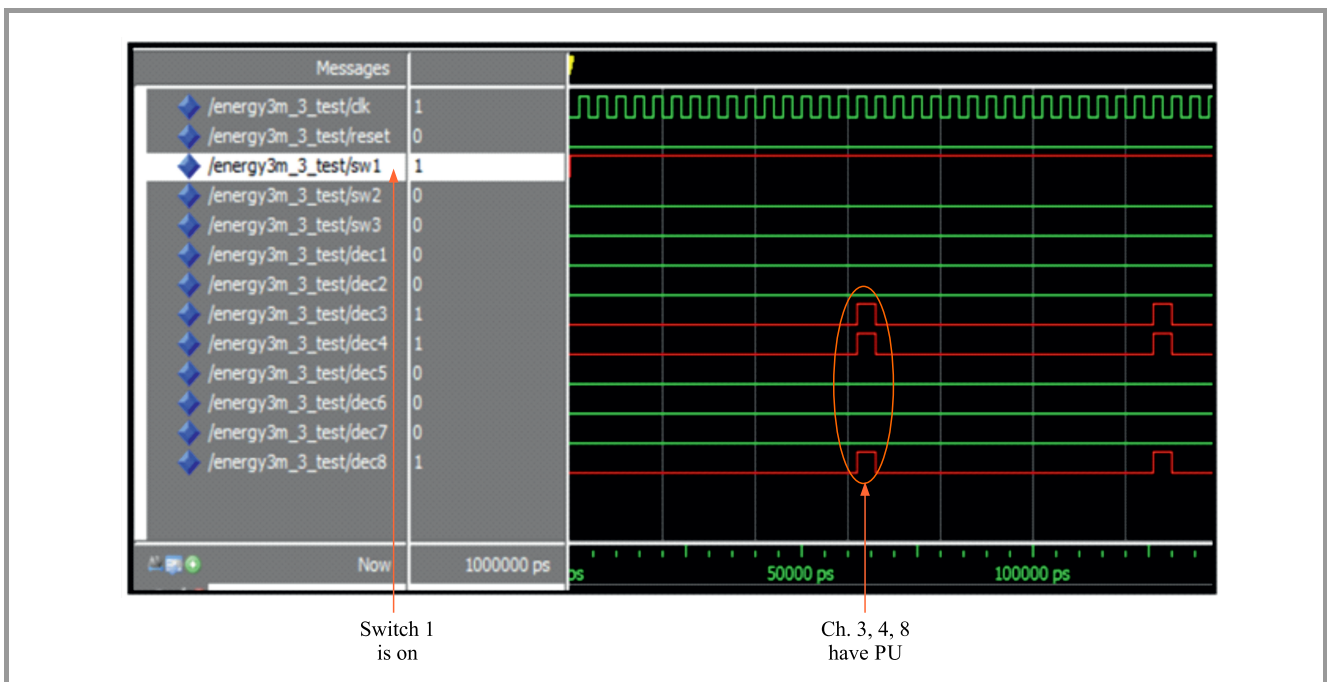 Messages
/energy3m_3_test/clk 1
/energy3m_3_test/reset 0
/energy3m_3_test/sw1 1
/energy3m_3_test/sw2 0
/energy3m_3_test/sw3 0
/energy3m_3_test/dec1 0
/energy3m_3_test/dec2 0
/energy3m_3_test/dec3 1
/energy3m_3_test/dec4 1
/energy3m_3_test/dec5 0
/energy3m_3_test/dec6 0
/energy3m_3_test/dec7 0
/energy3m_3_test/dec8 1
Now 1000000 ps ps 50000 ps 100000 ps
Switch 1
is on
Ch. 3, 4, 8
have PU